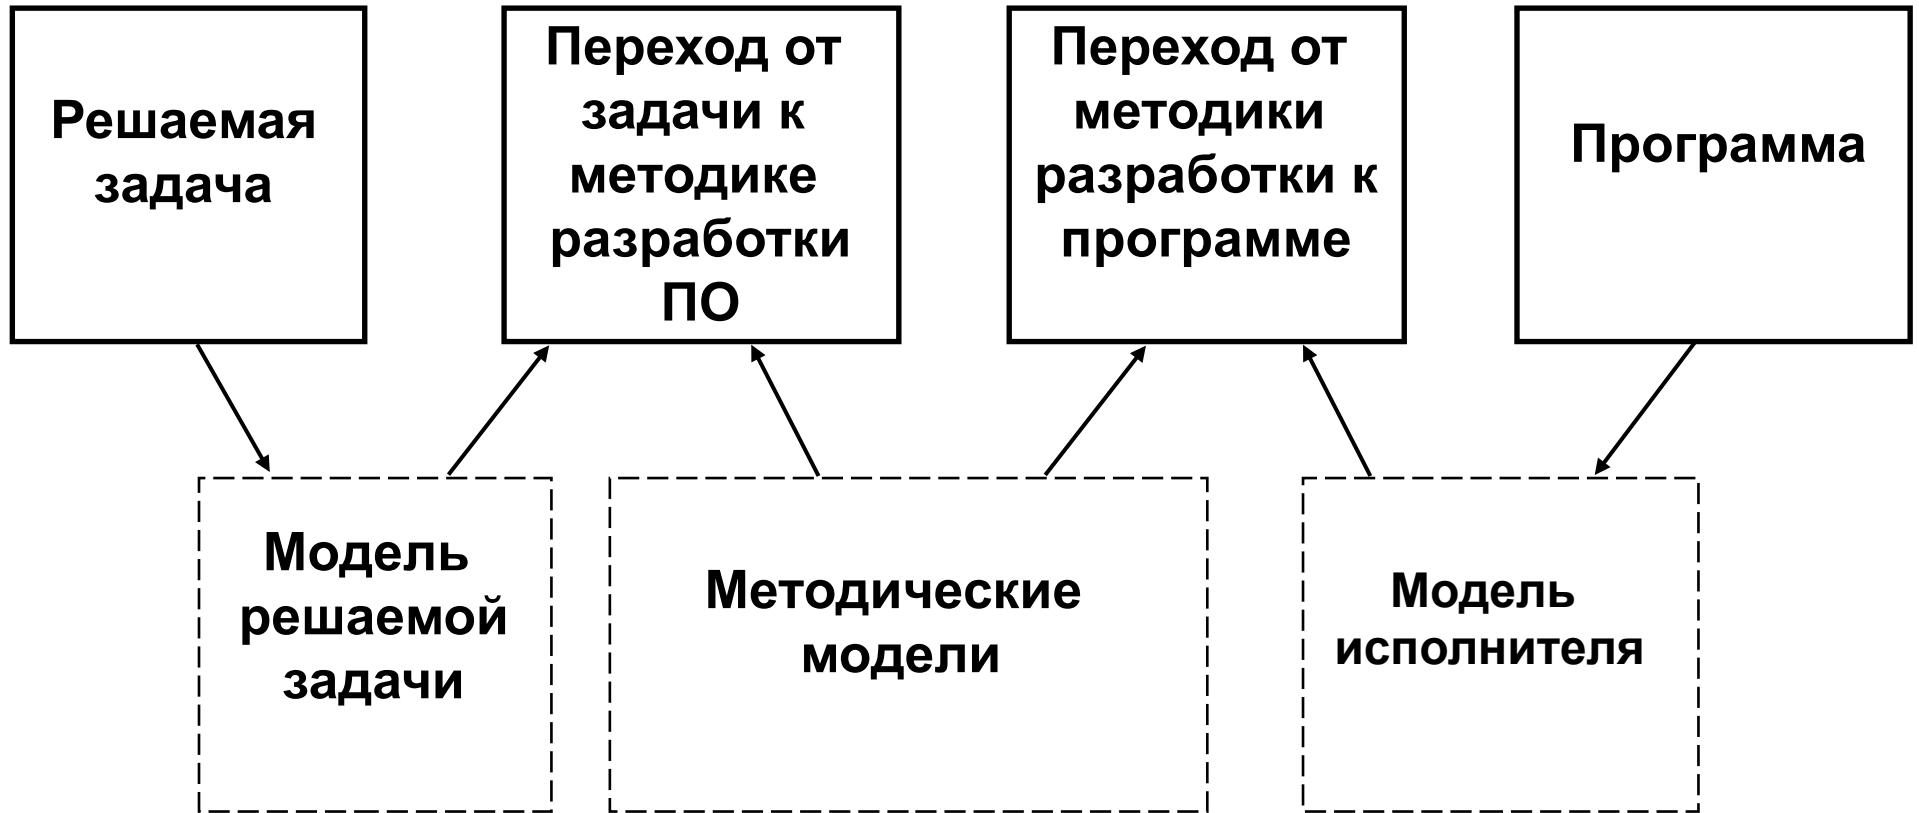 Решаемая
задача
Переход от
задачи к
методике
разработки
ПО
Переход от
методики
разработки к
программе
Программа
Модель
решаемой
задачи
Методические
модели
Модель
исполнителя